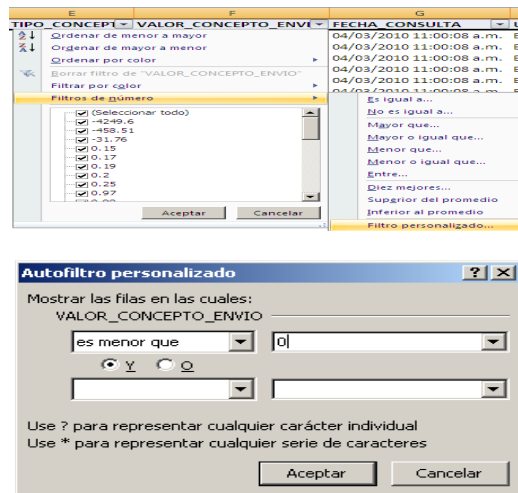 E F G
TIPO_CONCEPT VALOR_CONCEPTO_ENVI FECHA_CONSULTA
Ordenar de menor a mayor 04/03/2010 11:00:08 a.m.
Ordenar de mayor a menor 04/03/2010 11:00:08 a.m.
Ordenar por color 04/03/2010 11:00:08 a.m.
Borrar filtro de "VALOR_CONCEPTO_ENVIO" 04/03/2010 11:00:08 a.m.
Filtrar por color 04/03/2010 11:00:08 a.m.
Filtros de número
(Seleccionar todo)
-4249.6
-458.51
-31.76
0.15
0.17
0.19
0.2
0.25
0.97
Aceptar Cancelar
Es igual a...
No es igual a...
Mayor que...
Mayor o igual que...
Menor que...
Menor o igual que...
Entre...
Diez mejores...
Superior del promedio
Inferior al promedio
Filtro personalizado...
Autofiltro personalizado
Mostrar las filas en las cuales:
VALOR_CONCEPTO_ENVIO
es menor que 0
Y O
Use ? para representar cualquier carácter individual
Use * para representar cualquier serie de caracteres
Aceptar Cancelar